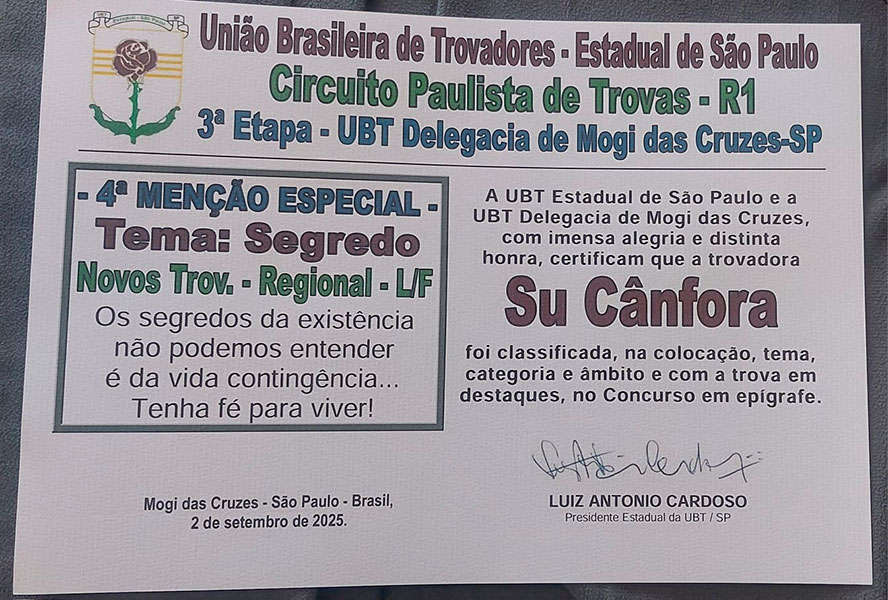 Estadual - São Paulo
União Brasileira de Trovadores - Estadual de São Paulo
Circuito Paulista de Trovas - R1
3ª Etapa - UBT Delegacia de Mogi das Cruzes-SP
- 4ª MENÇÃO ESPECIAL -
Tema: Segredo
Novos Trov. - Regional - L/F
Os segredos da existência
não podemos entender
é da vida contingência...
Tenha fé para viver!
A UBT Estadual de São Paulo e a
UBT Delegacia de Mogi das Cruzes,
com imensa alegria e distinta
honra, certificam que a trovadora
Su Cânfora
foi classificada, na colocação, tema,
categoria e âmbito e com a trova em
destaques, no Concurso em epígrafe.
Mogi das Cruzes - São Paulo - Brasil,
2 de setembro de 2025.
LUIZ ANTONIO CARDOSO
Presidente Estadual da UBT / SP